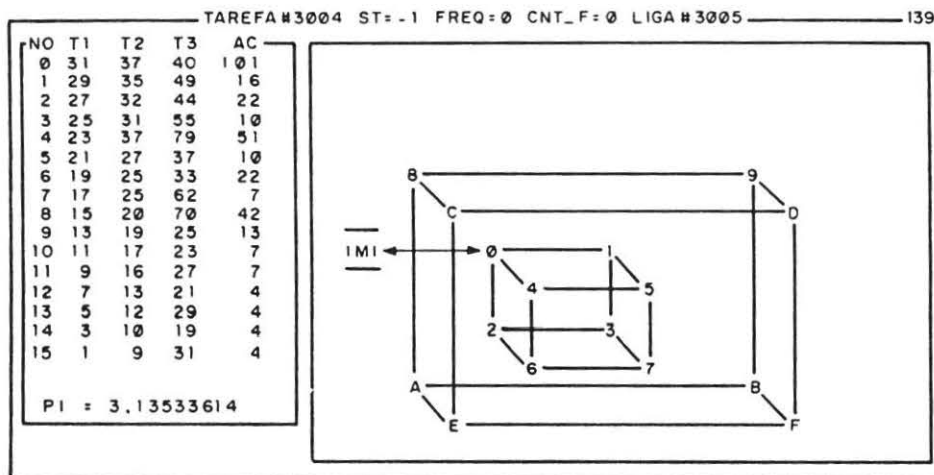 TAREFA#3004 ST=-1 FREQ=0 CNT_F=0 LIGA#3005 139
NO T1 T2 T3 AC
0 31 37 40 101
1 29 35 49 16
2 27 32 44 22
3 25 31 55 10
4 23 37 79 51
5 21 27 37 10
6 19 25 33 22
7 17 25 62 7
8 15 20 70 42
9 13 19 25 13
10 11 17 23 7
11 9 16 27 7
12 7 13 21 4
13 5 12 29 4
14 3 10 19 4
15 1 9 31 4
PI = 3.13533614
8 9
C D
|M| 0 1
4 5
2 3
6 7
A B
E F